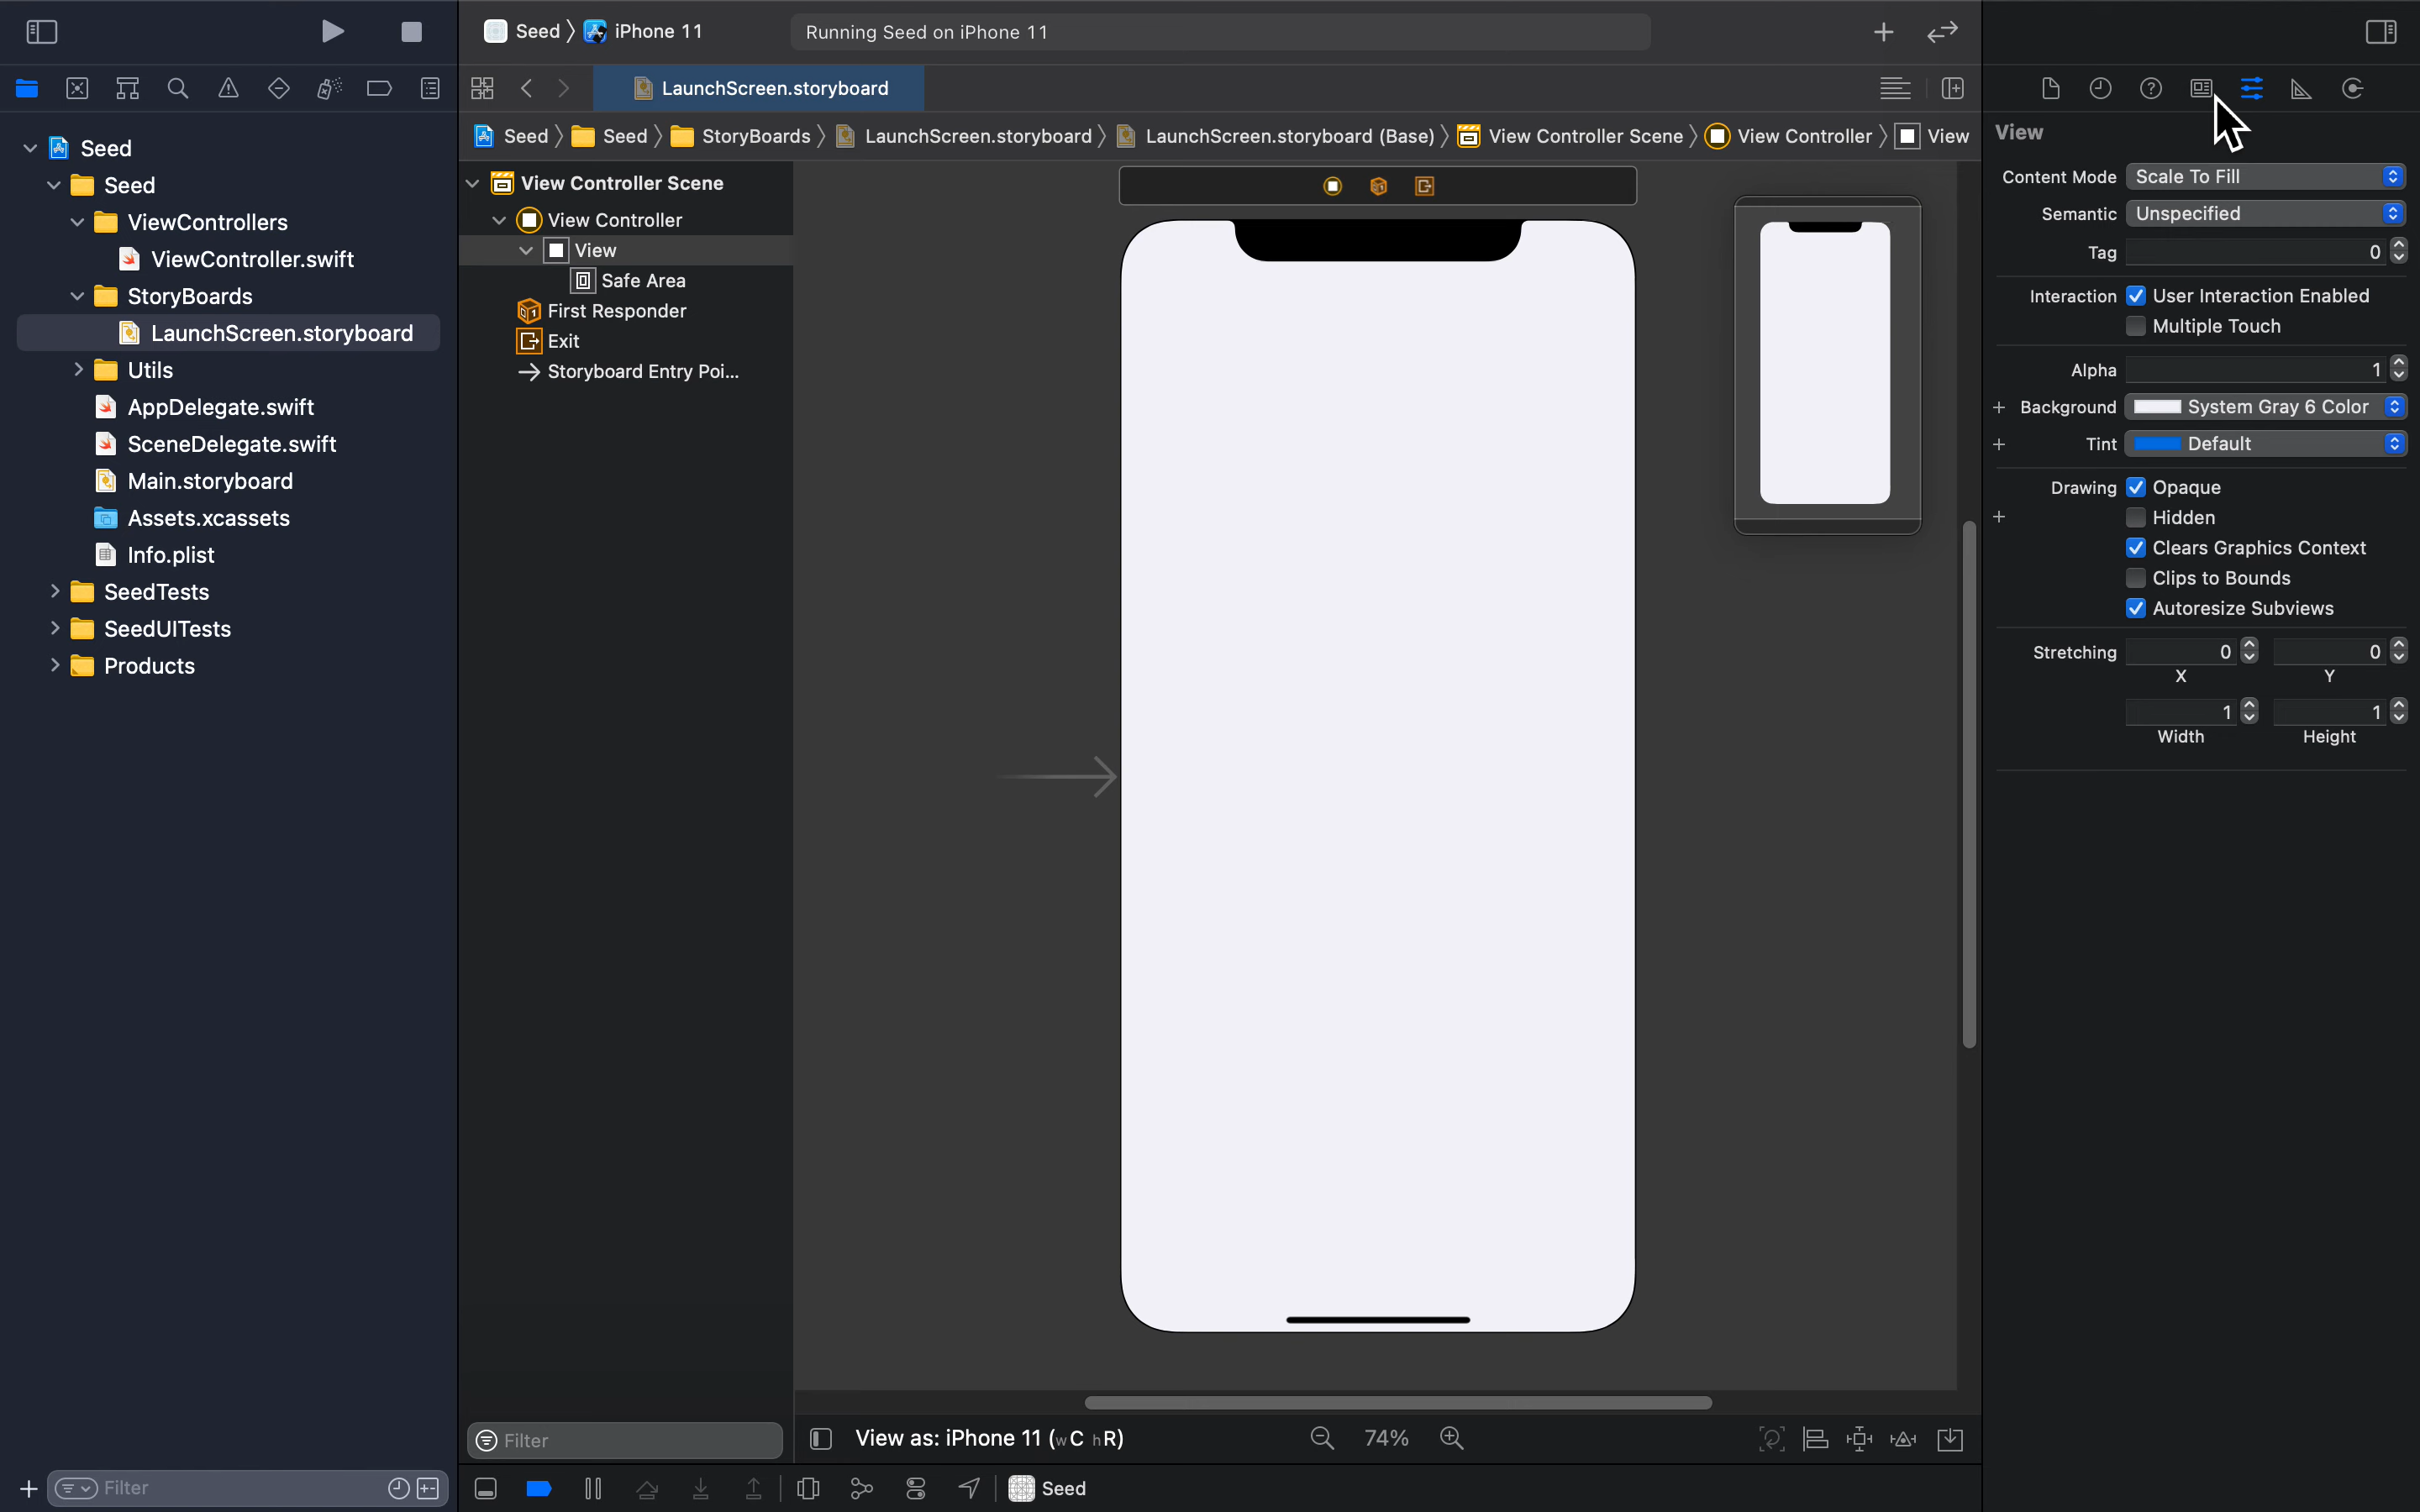 Seed 〉 iPhone 11
Running Seed on iPhone 11
LaunchScreen.storyboard
Seed 〉 Seed 〉 StoryBoards 〉 LaunchScreen.storyboard 〉 LaunchScreen.storyboard (Base) 〉 View Controller Scene 〉 View Controller 〉 View
Seed
Seed
ViewControllers
ViewController.swift
StoryBoards
LaunchScreen.storyboard
Utils
AppDelegate.swift
SceneDelegate.swift
Main.storyboard
Assets.xcassets
Info.plist
SeedTests
SeedUITests
Products
Filter
View Controller Scene
View Controller
View
Safe Area
First Responder
Exit
Storyboard Entry Poi...
Filter
View as: iPhone 11 (wC hR)
74%
Seed
View
Content Mode Scale To Fill
Semantic Unspecified
Tag 0
Interaction User Interaction Enabled
Multiple Touch
Alpha 1
+ Background System Gray 6 Color
+ Tint Default
Drawing Opaque
+ Hidden
Clears Graphics Context
Clips to Bounds
Autoresize Subviews
Stretching 0 0
X Y
1 1
Width Height